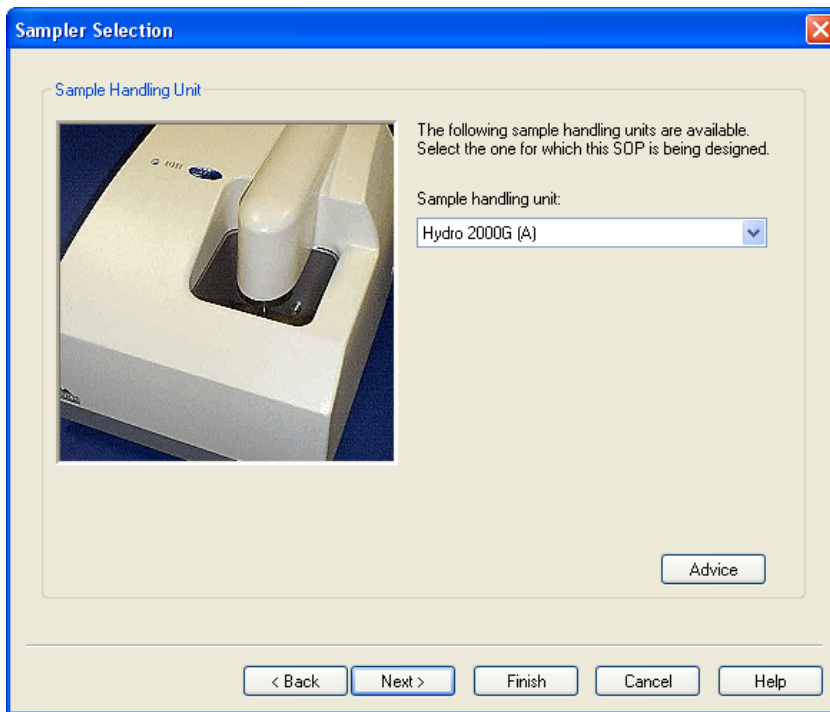 Sampler Selection
Sample Handling Unit
The following sample handling units are available.
Select the one for which this SOP is being designed.
Sample handling unit:
Hydro 2000G (A)
Advice
< Back
Next >
Finish
Cancel
Help